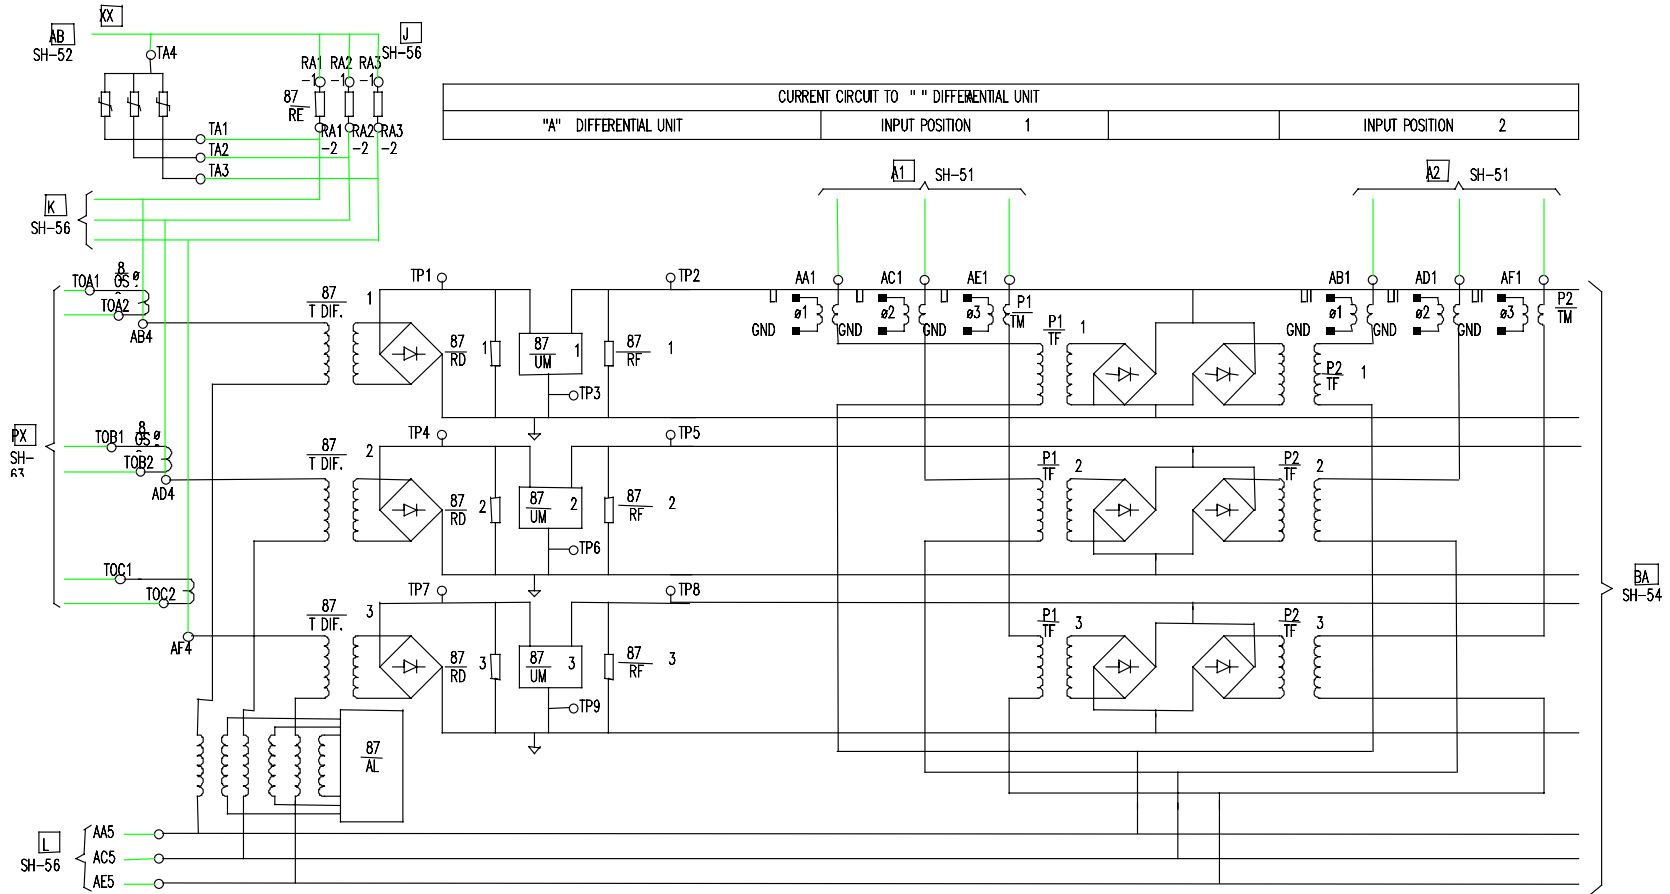 XX
AB
SH-52
TA4
J
SH-56
RA1
-1
RA2
-1
RA3
-1
87
RE
TA1
TA2
TA3
RA1
-2
RA2
-2
RA3
-2
CURRENT CIRCUIT TO " " DIFFERENTIAL UNIT
"A" DIFFERENTIAL UNIT
INPUT POSITION 1
INPUT POSITION 2
A1
SH-51
A2
SH-51
K
SH-56
TOA1
TOA2
AB4
87
T DIF. 1
TP1
TP2
87
RD 1
87
UM 1
87
RF 1
TP3
AA1
AC1
AE1
ø1
ø2
ø3
GND
GND
GND
P1
TM
P1
TF 1
AB1
AD1
AF1
ø1
ø2
ø3
GND
GND
GND
P2
TM
P2
TF 1
PX
SH-
63
TOB1
TOB2
AD4
87
T DIF. 2
TP4
TP5
87
RD 2
87
UM 2
87
RF 2
TP6
P1
TF 2
P2
TF 2
TOC1
TOC2
AF4
87
T DIF. 3
TP7
TP8
87
RD 3
87
UM 3
87
RF 3
TP9
P1
TF 3
P2
TF 3
BA
SH-54
87
AL
L
SH-56
AA5
AC5
AE5